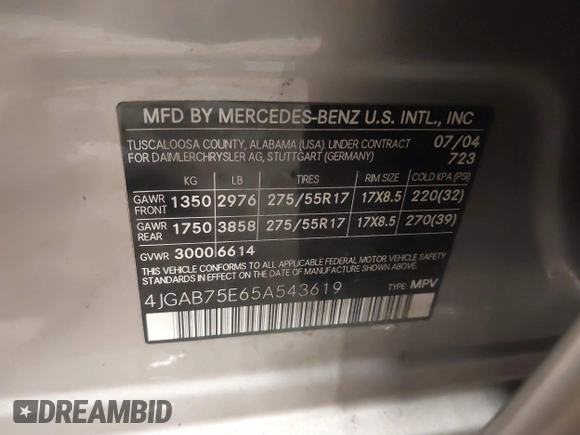 MFD BY MERCEDES-BENZ U.S. INTL., INC
TUSCALOOSA COUNTY, ALABAMA (USA). UNDER CONTRACT 07/04
FOR DAIMLERCHRYSLER AG, STUTTGART (GERMANY) 723
KG LB TIRES RIM SIZE COLD KPA (PSI)
GAWR FRONT 1350 2976 275/55R17 17X8.5 220(32)
GAWR REAR 1750 3858 275/55R17 17X8.5 270(39)
GVWR 3000 6614
THIS VEHICLE CONFORMS TO ALL APPLICABLE FEDERAL MOTOR VEHICLE SAFETY
STANDARDS IN EFFECT ON THE DATE OF MANUFACTURE SHOWN ABOVE.
4JGAB75E65A543619 TYPE: MPV
DREAMBID